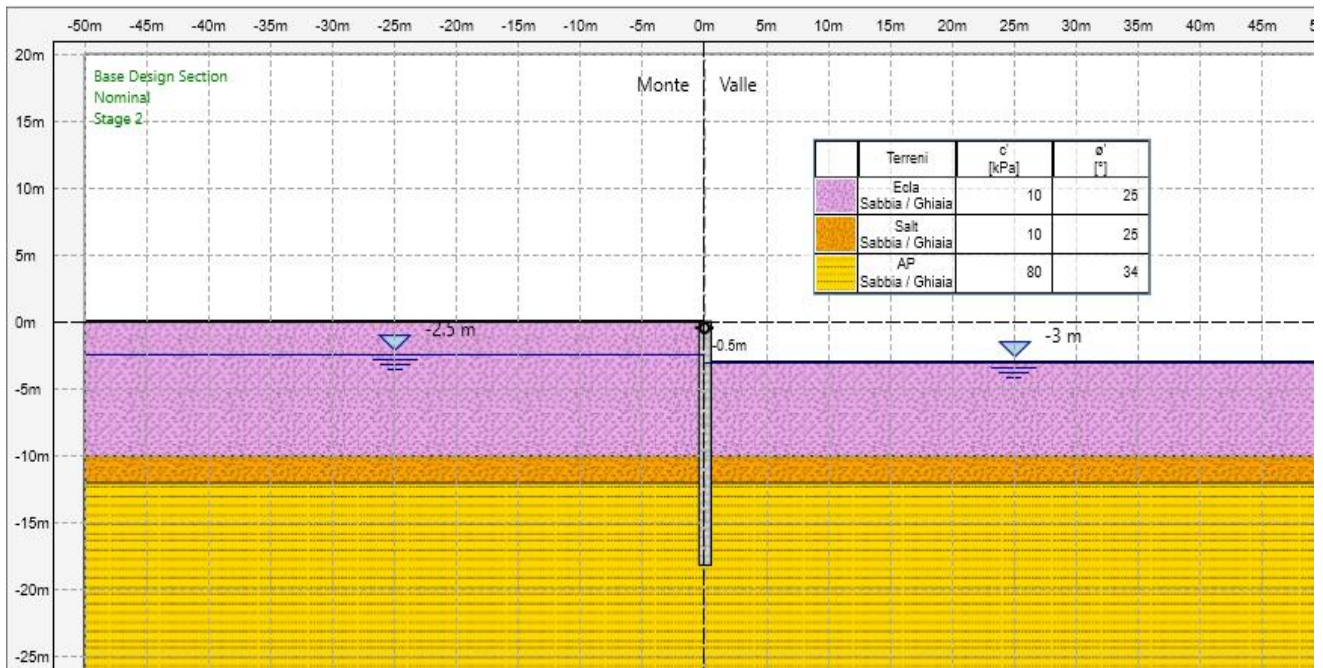 -50m -45m -40m -35m -30m -25m -20m -15m -10m -5m 0m 5m 10m 15m 20m 25m 30m 35m 40m 45m
20m
Base Design Section
Nominal
Stage 2
Monte Valle
15m
Terreni c' [kPa] ø' [°]
Ecla
Sabbia / Ghiaia 10 25
10m
Salt
Sabbia / Ghiaia 10 25
AP
Sabbia / Ghiaia 80 34
5m
0m
-2.5 m
-0.5m
-3 m
-5m
-10m
-15m
-20m
-25m